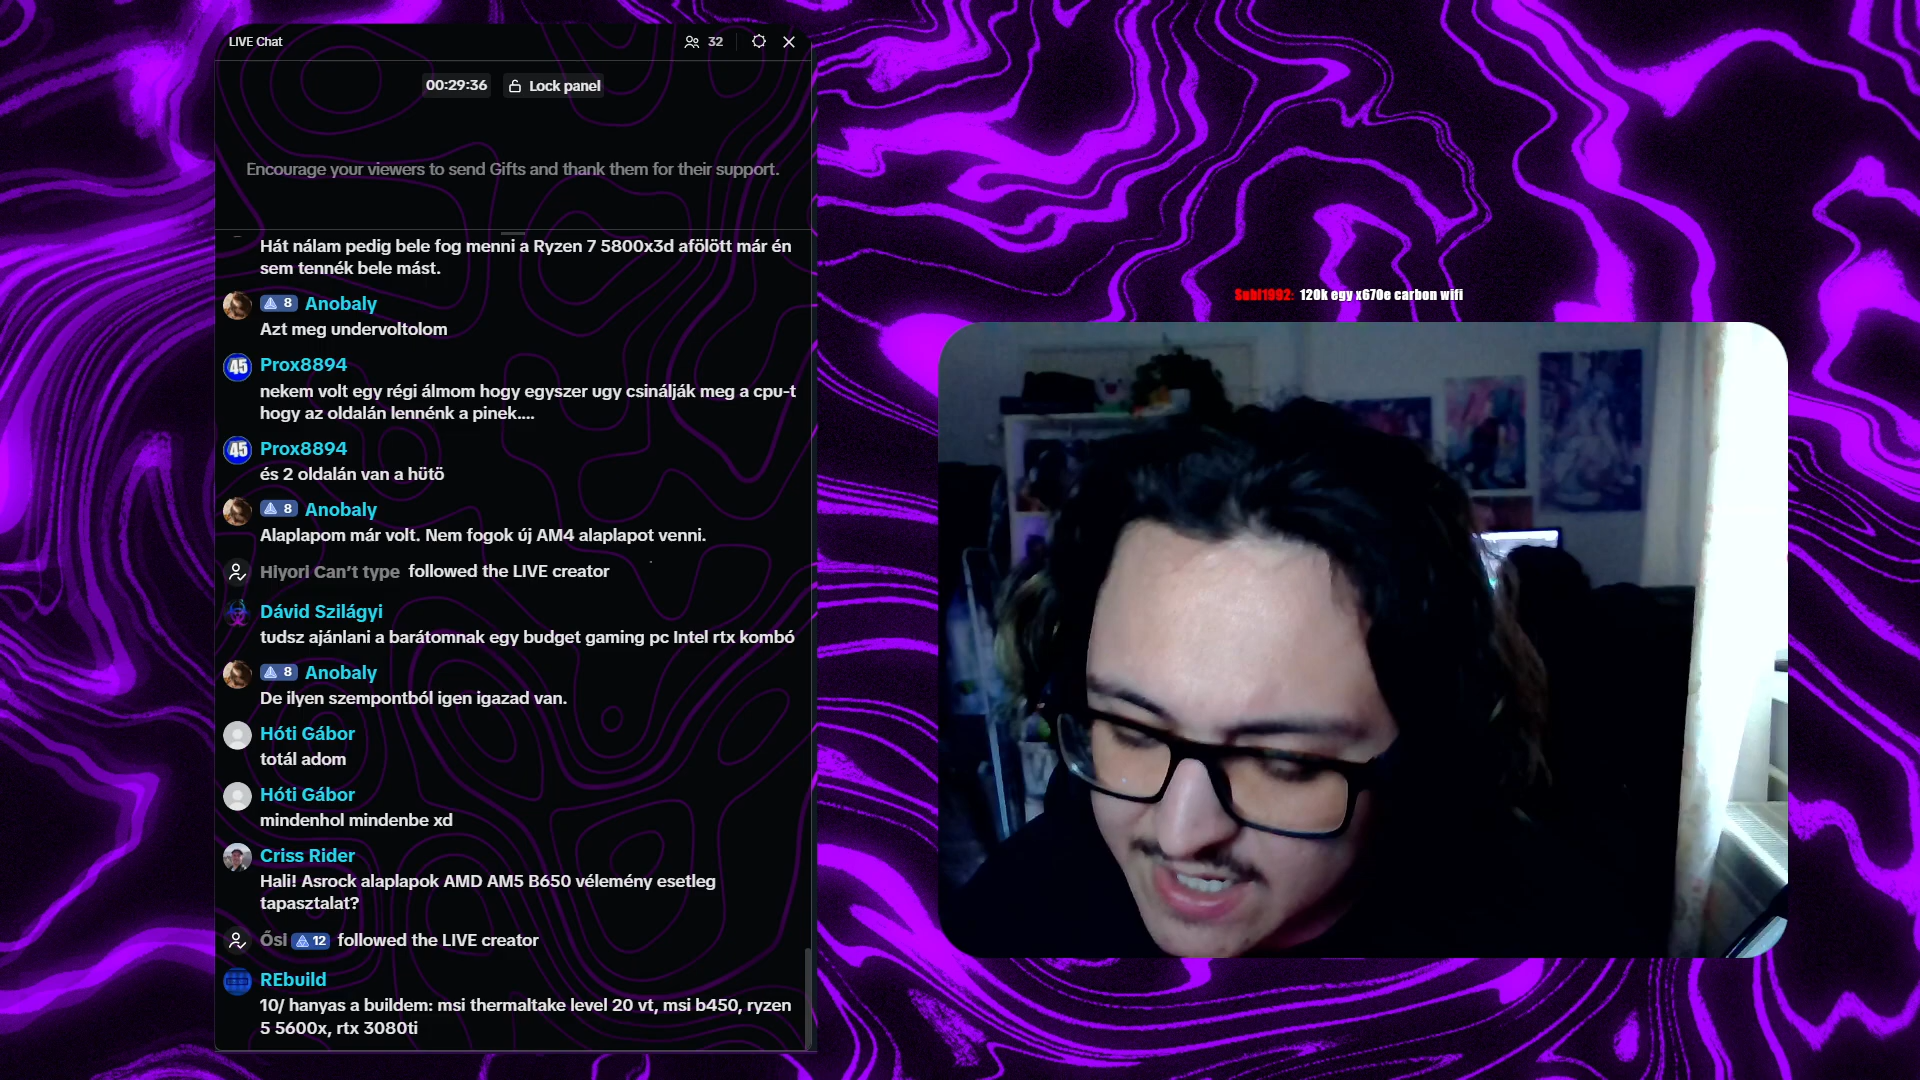 LIVE Chat
32
00:29:36
Lock panel
Encourage your viewers to send Gifts and thank them for their support.
Hát nálam pedig bele fog menni a Ryzen 7 5800x3d afölött már én
sem tennék bele mást.
8 Anobaly
Azt meg undervoltolom
45 Prox8894
nekem volt egy régi álmom hogy egyszer ugy csinálják meg a cpu-t
hogy az oldalán lennénk a pinek....
45 Prox8894
és 2 oldalán van a hütö
8 Anobaly
Alaplapom már volt. Nem fogok új AM4 alaplapot venni.
Hiyori Can't type followed the LIVE creator
Dávid Szilágyi
tudsz ajánlani a barátomnak egy budget gaming pc Intel rtx kombó
8 Anobaly
De ilyen szempontból igen igazad van.
Hóti Gábor
totál adom
Hóti Gábor
mindenhol mindenbe xd
Criss Rider
Hali! Asrock alaplapok AMD AM5 B650 vélemény esetleg
tapasztalat?
Ősi 12 followed the LIVE creator
REbuild
10/ hanyas a buildem: msi thermaltake level 20 vt, msi b450, ryzen
5 5600x, rtx 3080ti
Suhi1992: 120k egy x670e carbon wifi